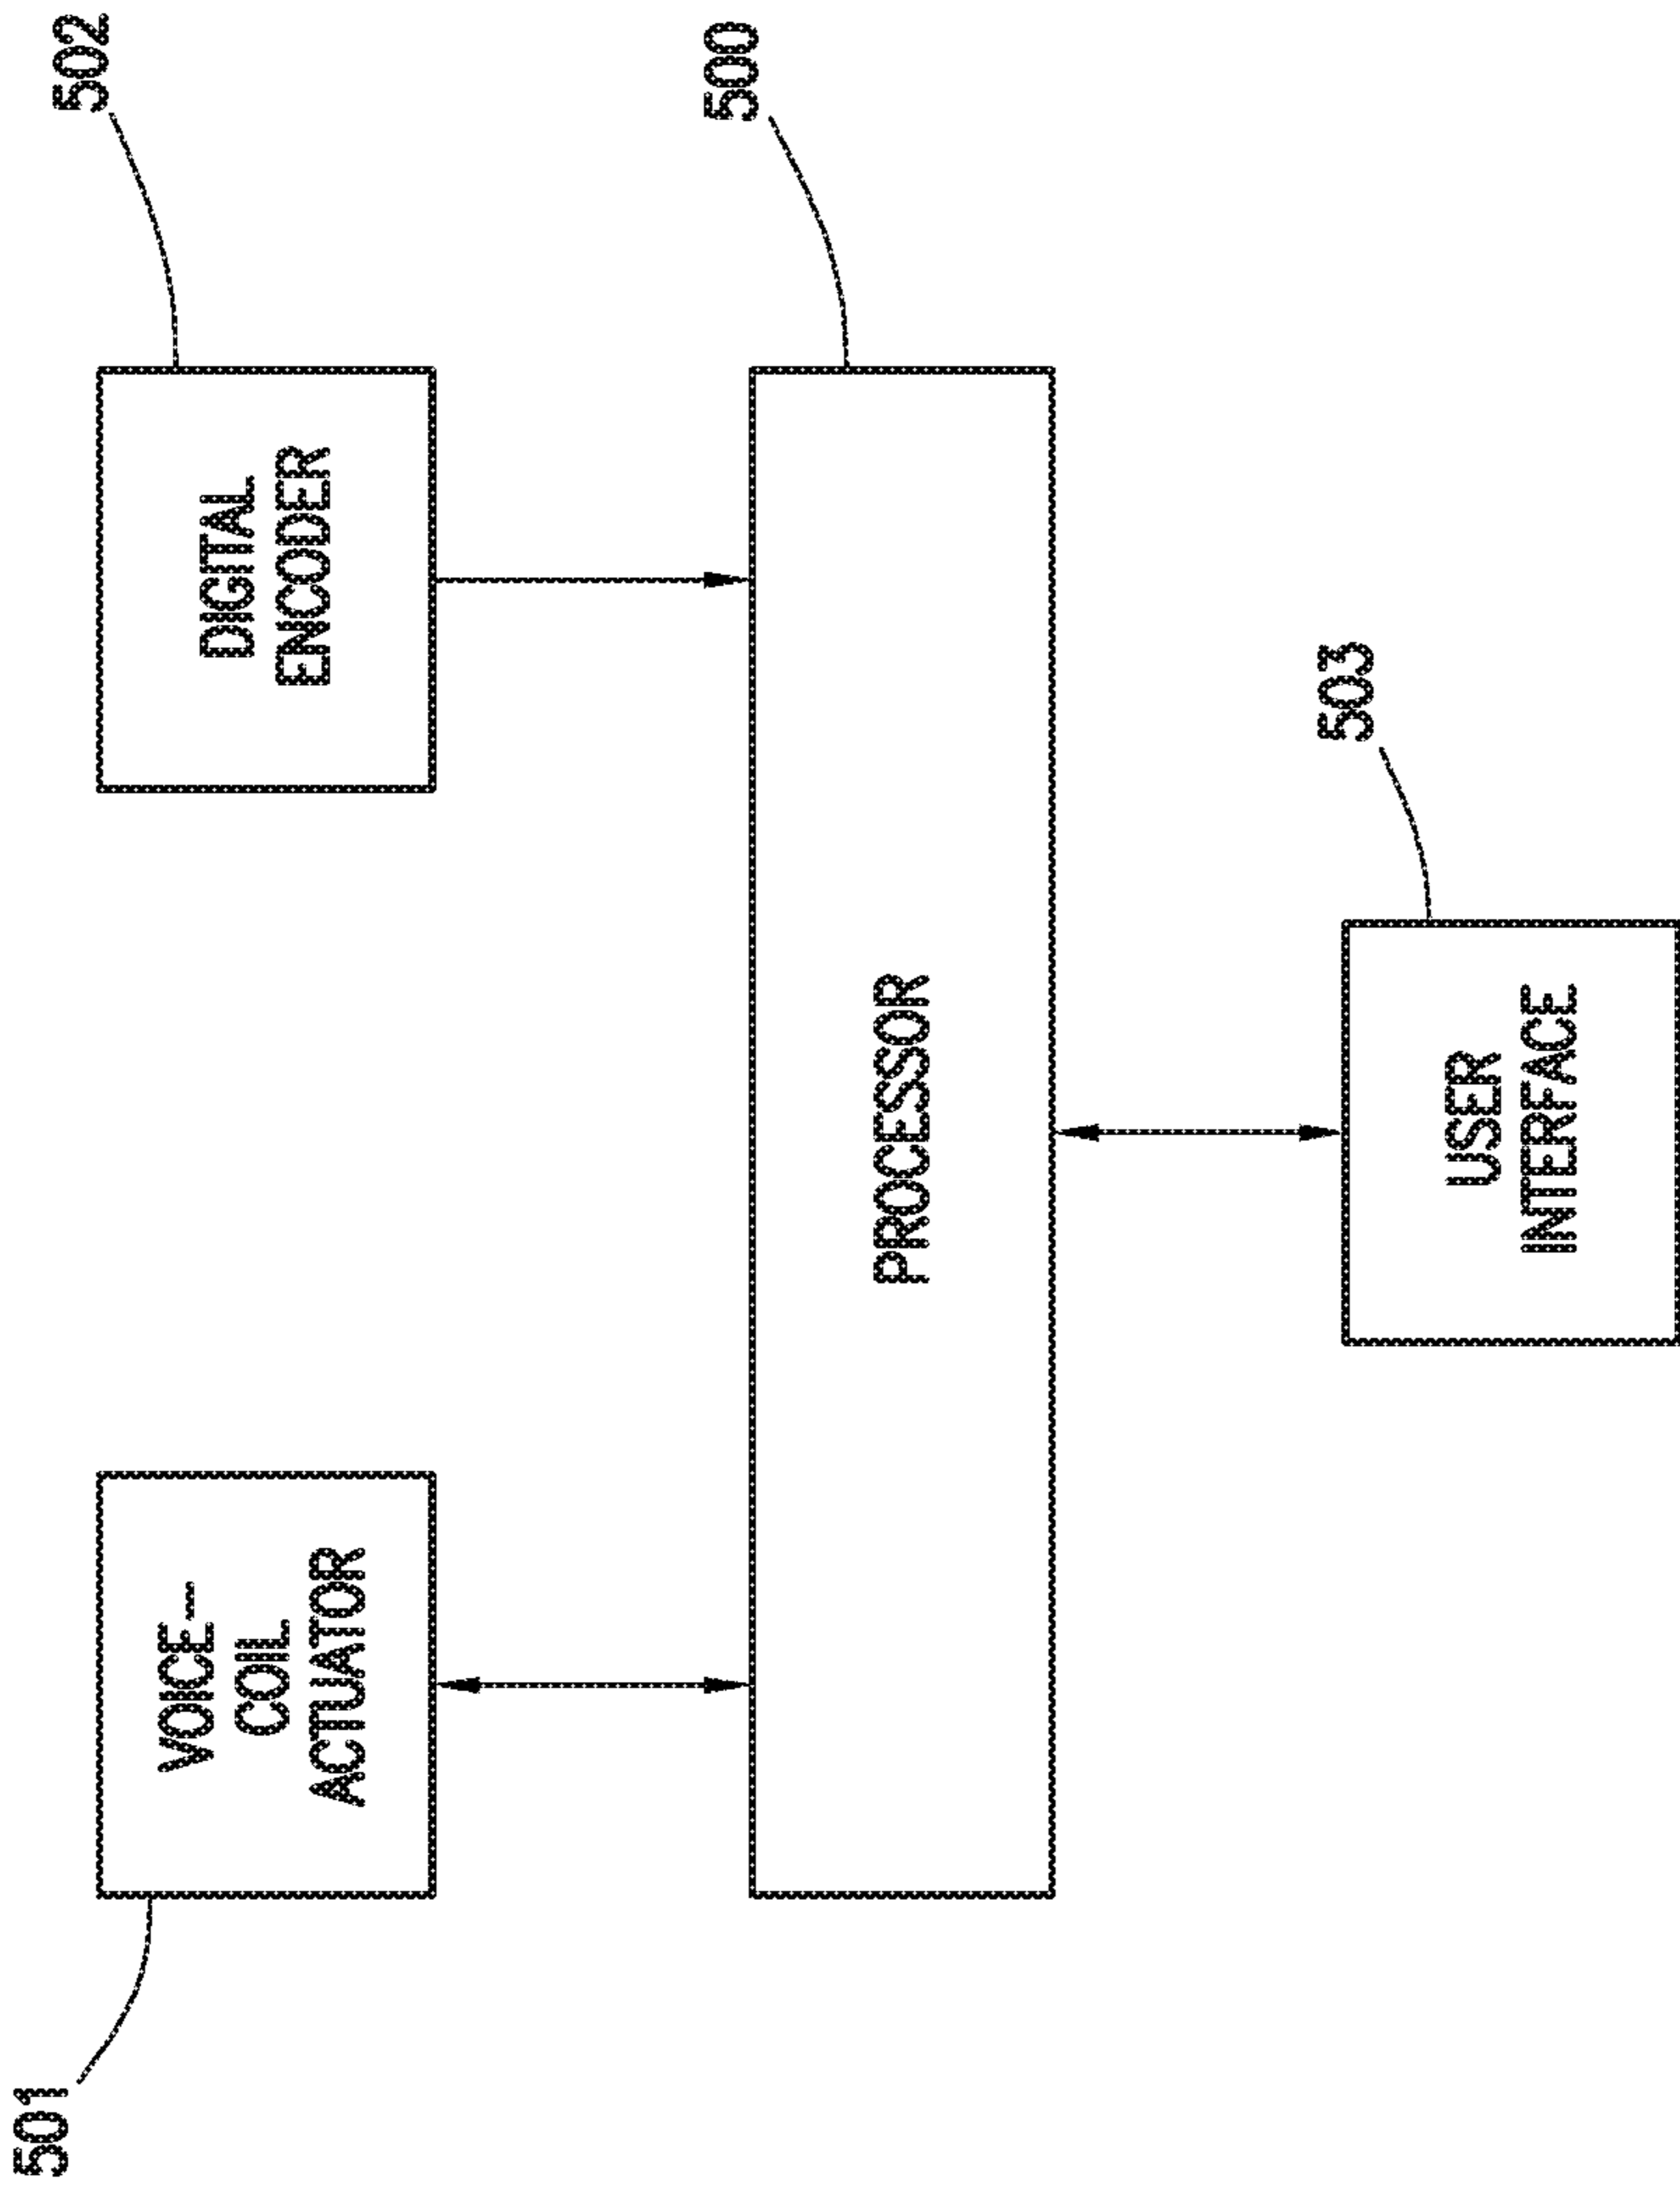 501
VOICE-
COIL
ACTUATOR
DIGITAL
ENCODER
502
PROCESSOR
500
USER
INTERFACE
503